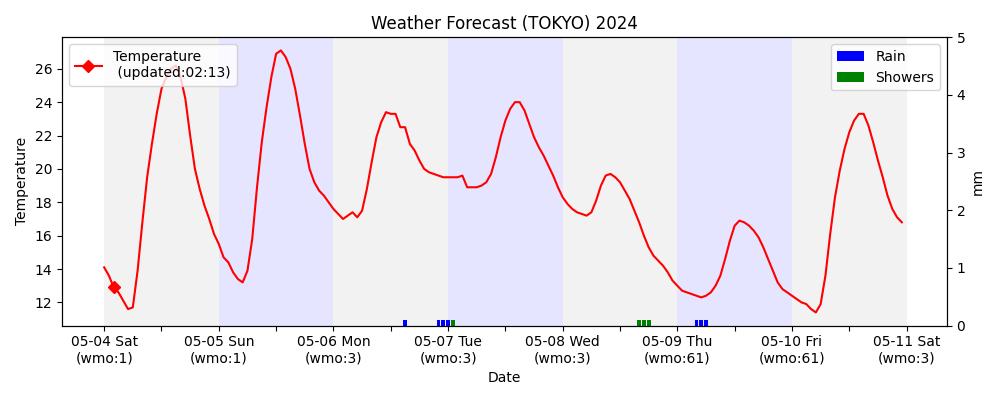 Weather Forecast (TOKYO) 2024
Temperature
(updated:02:13)
Rain
Showers
Temperature
26
24
22
20
18
16
14
12
5
4
3
2
1
0
mm
05-04 Sat
(wmo:1)
05-05 Sun
(wmo:1)
05-06 Mon
(wmo:3)
05-07 Tue
(wmo:3)
05-08 Wed
(wmo:3)
05-09 Thu
(wmo:61)
05-10 Fri
(wmo:61)
05-11 Sat
(wmo:3)
Date